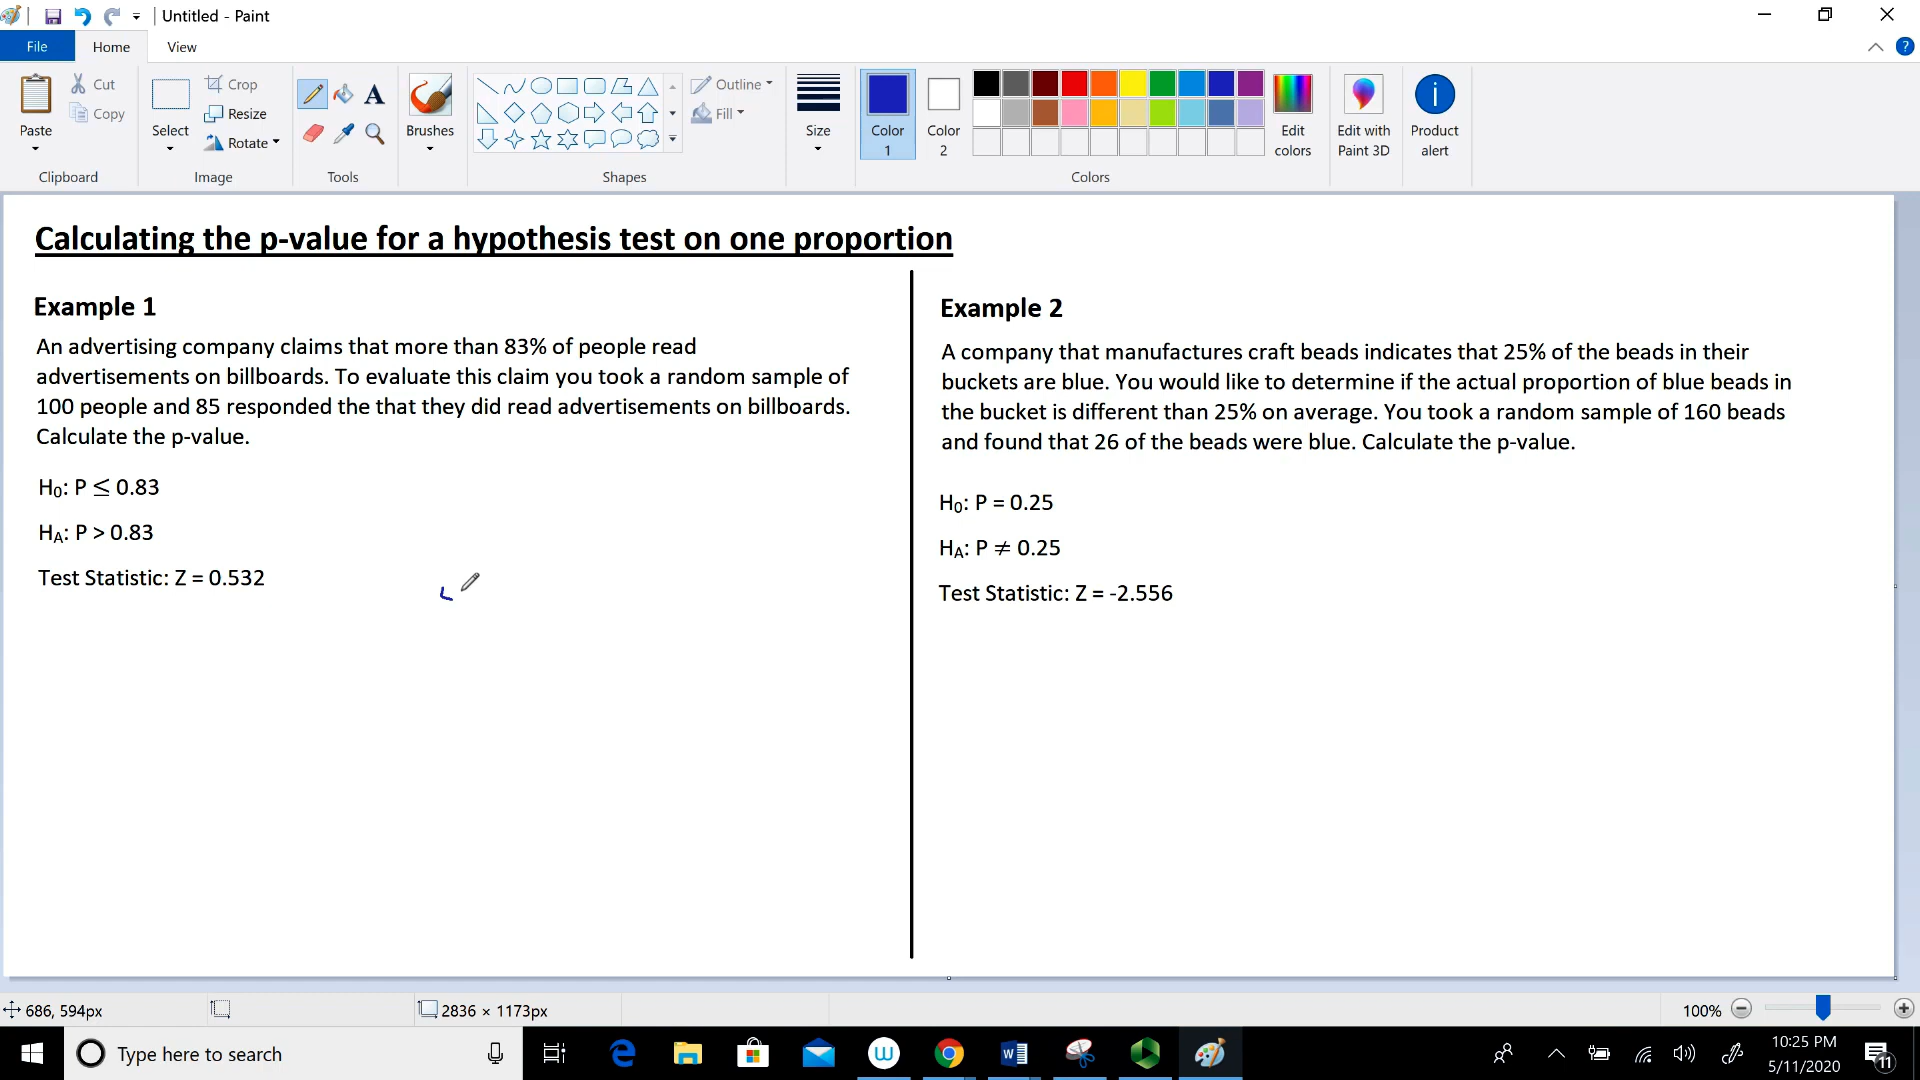 Untitled - Paint
File
Home
View
Paste
Cut
Copy
Clipboard
Select
Crop
Resize
Rotate
Image
Tools
Brushes
Shapes
Outline
Fill
Size
Color 1
Color 2
Edit colors
Colors
Edit with Paint 3D
Product alert
Calculating the p-value for a hypothesis test on one proportion
Example 1
An advertising company claims that more than 83% of people read
advertisements on billboards. To evaluate this claim you took a random sample of
100 people and 85 responded the that they did read advertisements on billboards.
Calculate the p-value.
H₀: P ≤ 0.83
Hᴀ: P > 0.83
Test Statistic: Z = 0.532
Example 2
A company that manufactures craft beads indicates that 25% of the beads in their
buckets are blue. You would like to determine if the actual proportion of blue beads in
the bucket is different than 25% on average. You took a random sample of 160 beads
and found that 26 of the beads were blue. Calculate the p-value.
H₀: P = 0.25
Hᴀ: P ≠ 0.25
Test Statistic: Z = -2.556
686, 594px
2836 × 1173px
100%
Type here to search
10:25 PM
5/11/2020
11